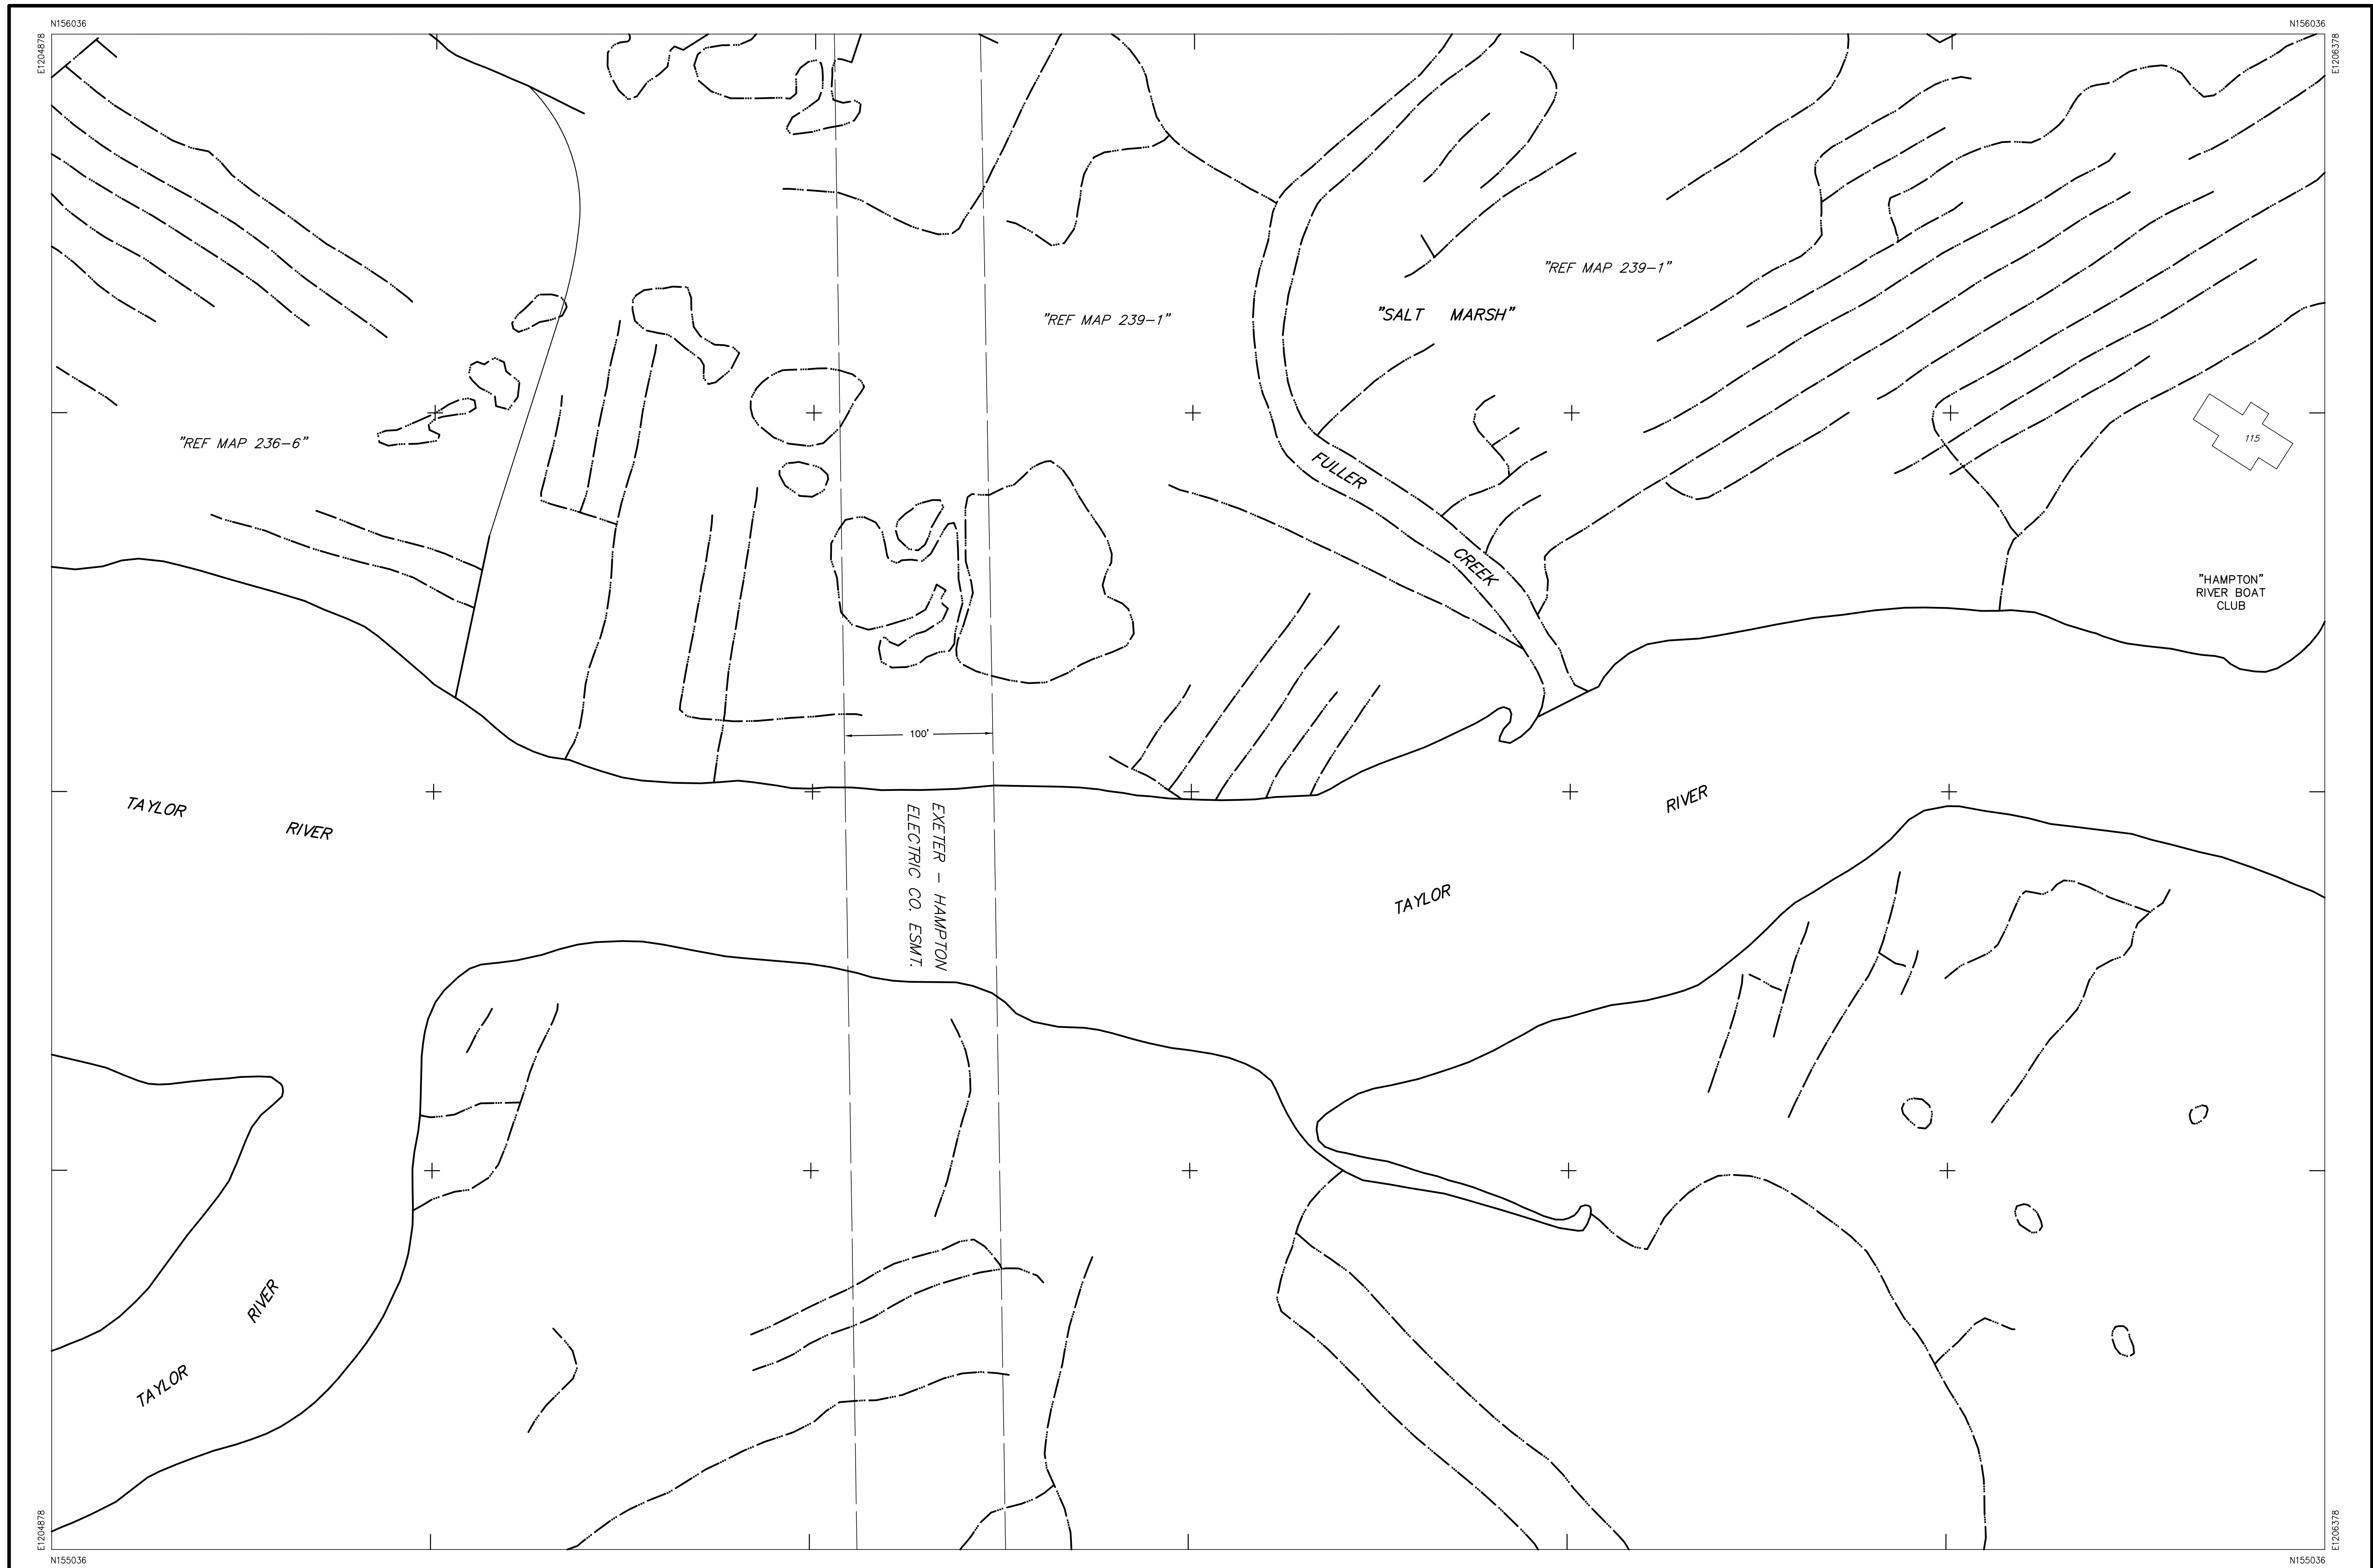 N156036
N156036
E1204878
E1206378
"REF MAP 239-1"
"SALT MARSH"
"REF MAP 239-1"
"REF MAP 236-6"
115
FULLER
CREEK
"HAMPTON"
RIVER BOAT
CLUB
100'
TAYLOR
RIVER
EXETER - HAMPTON
ELECTRIC CO. ESMT.
RIVER
TAYLOR
RIVER
TAYLOR
E1204878
E1206378
N155036
N155036